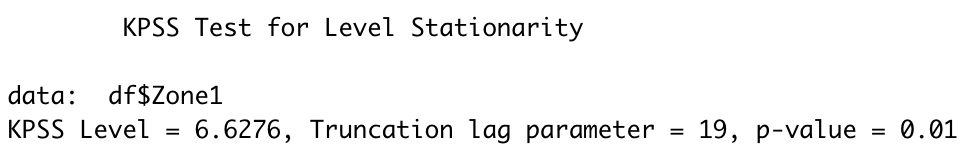 KPSS Test for Level Stationarity
data:  df$Zone1
KPSS Level = 6.6276, Truncation lag parameter = 19, p-value = 0.01